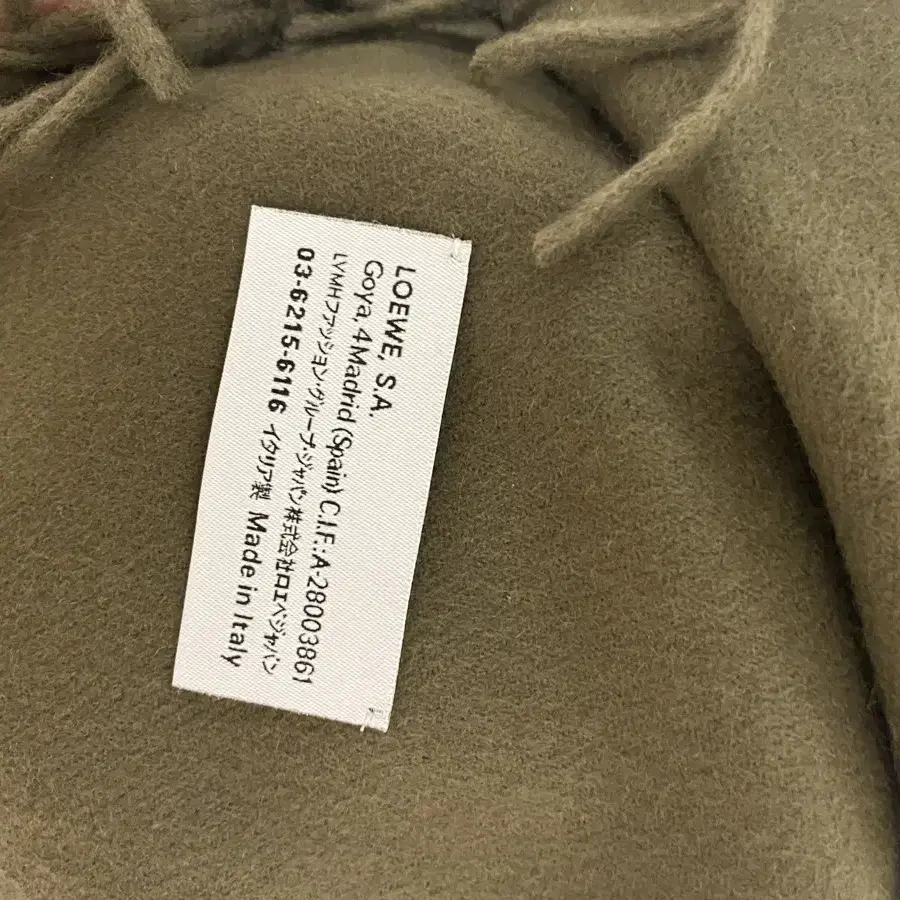 LOEWE, S.A.
Goya, 4 Madrid (Spain) C.I.F.: A-28003861
LVMHファッション・グループ・ジャパン株式会社ロエベジャパン
03-6215-6116 イタリア製 Made in Italy